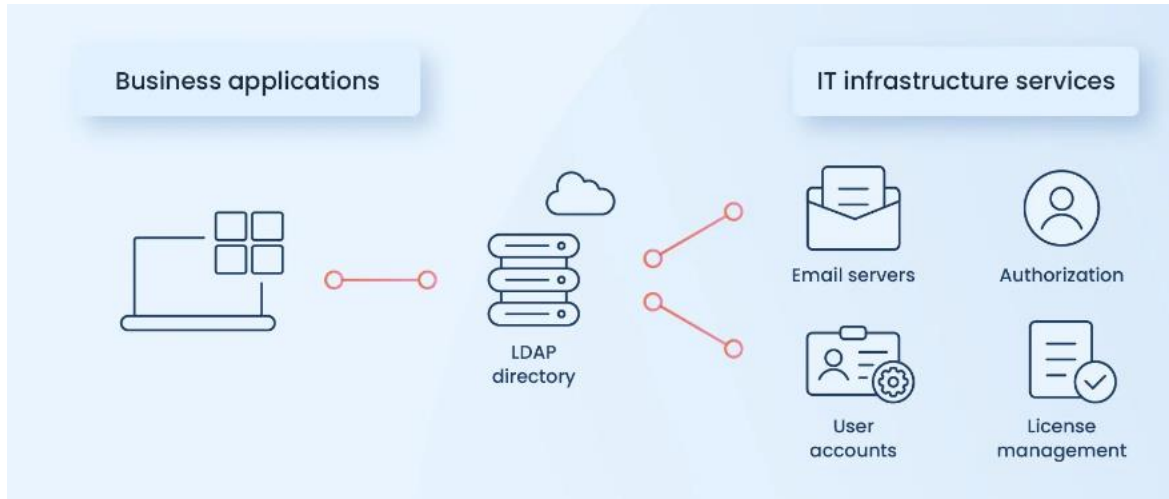 Business applications
IT infrastructure services
LDAP
directory
Email servers
Authorization
User
accounts
License
management